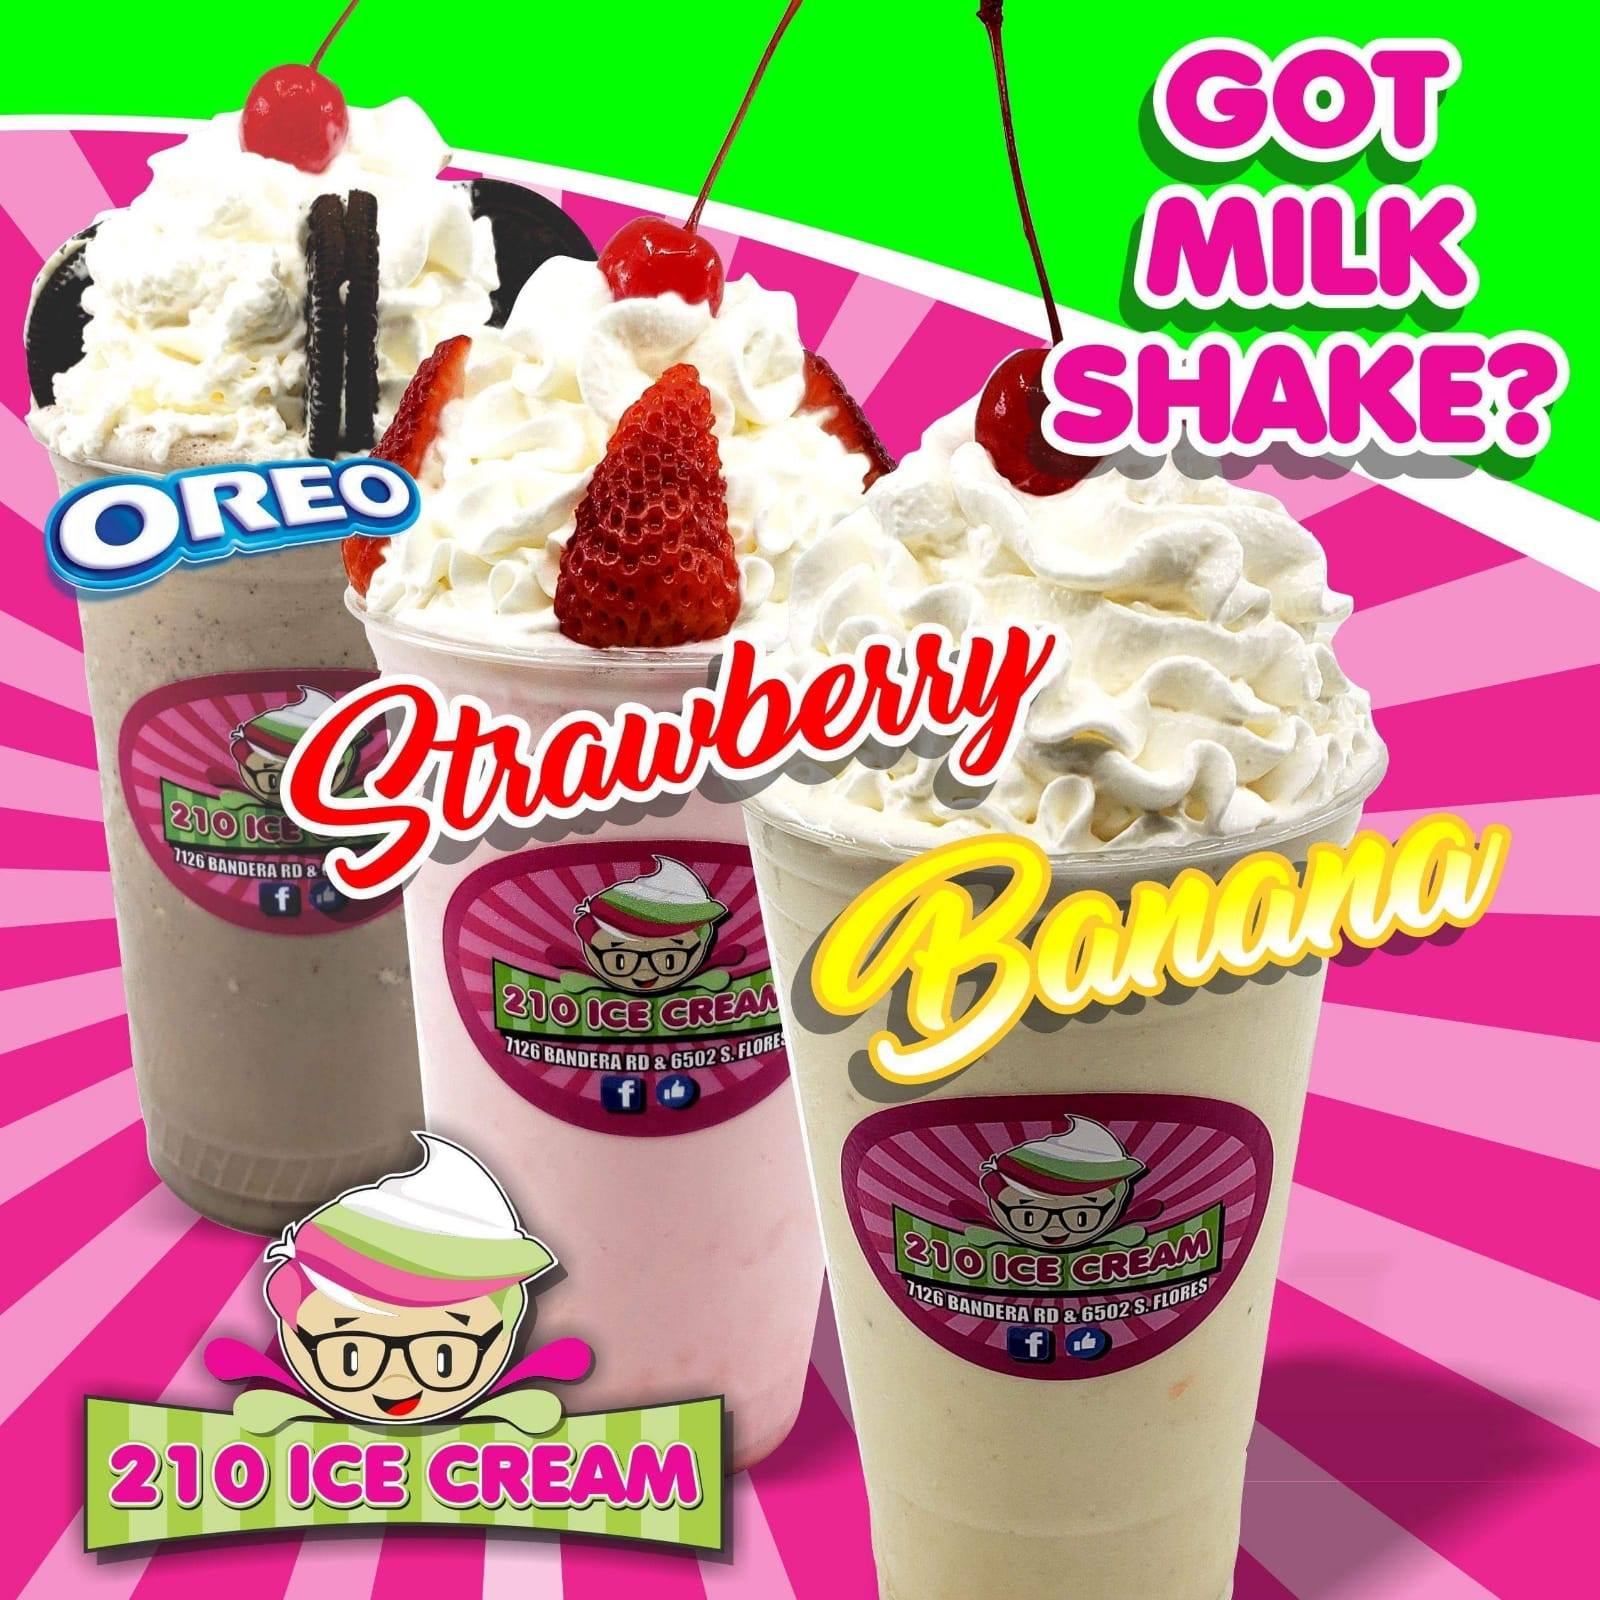 GOT
MILK
SHAKE?
OREO
Strawberry
Banana
210 ICE
7126 BANDERA RD &
f
210 ICE CREAM
7126 BANDERA RD & 6502 S. FLORES
f
210 ICE CREAM
7126 BANDERA RD & 6502 S. FLORES
f
210 ICE CREAM